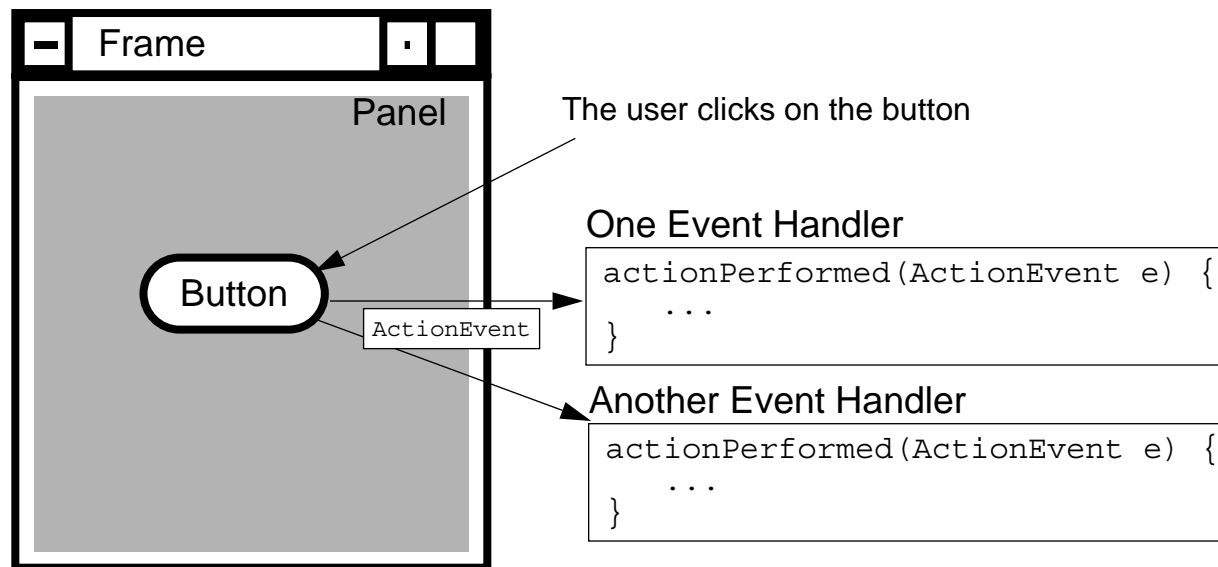 Frame
Panel
The user clicks on the button
One Event Handler
actionPerformed(ActionEvent e) {
...
}
Button
ActionEvent
Another Event Handler
actionPerformed(ActionEvent e) {
...
}